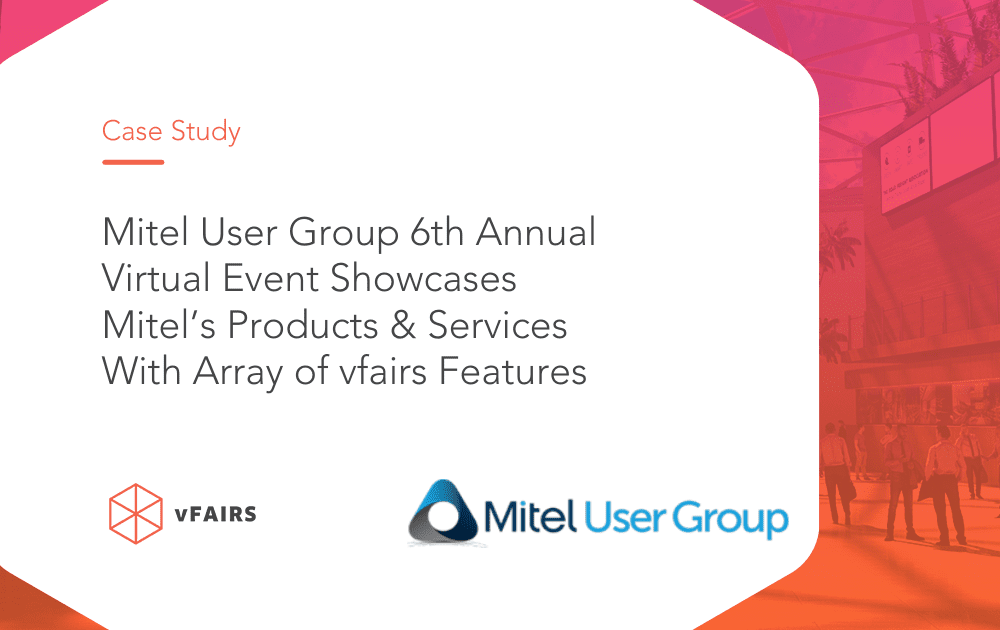 Case Study
Mitel User Group 6th Annual
Virtual Event Showcases
Mitel’s Products & Services
With Array of vfairs Features
vFAIRS
Mitel User Group